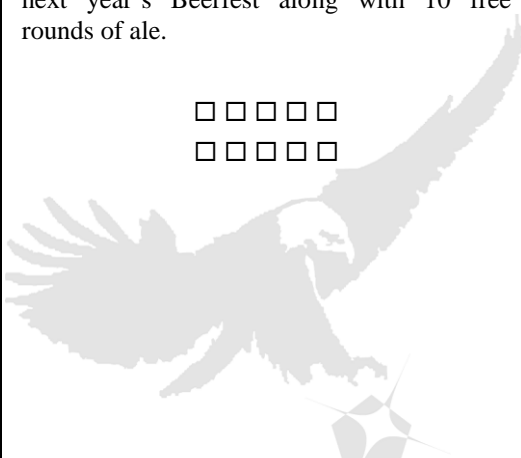 next year's Beerfest along with 10 free
rounds of ale.
□ □ □ □ □
□ □ □ □ □